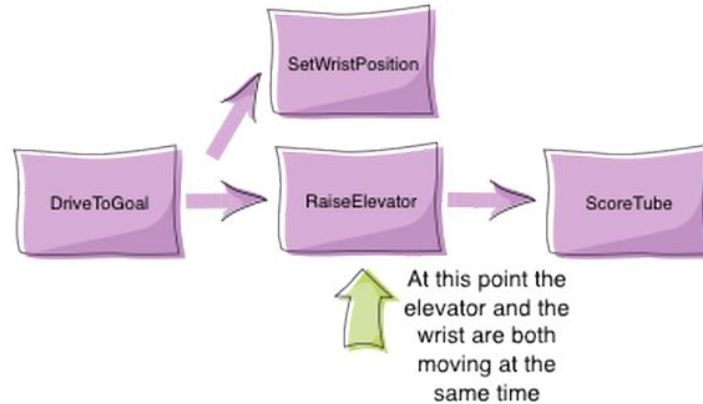 SetWristPosition
DriveToGoal
RaiseElevator
ScoreTube
At this point the
elevator and the
wrist are both
moving at the
same time